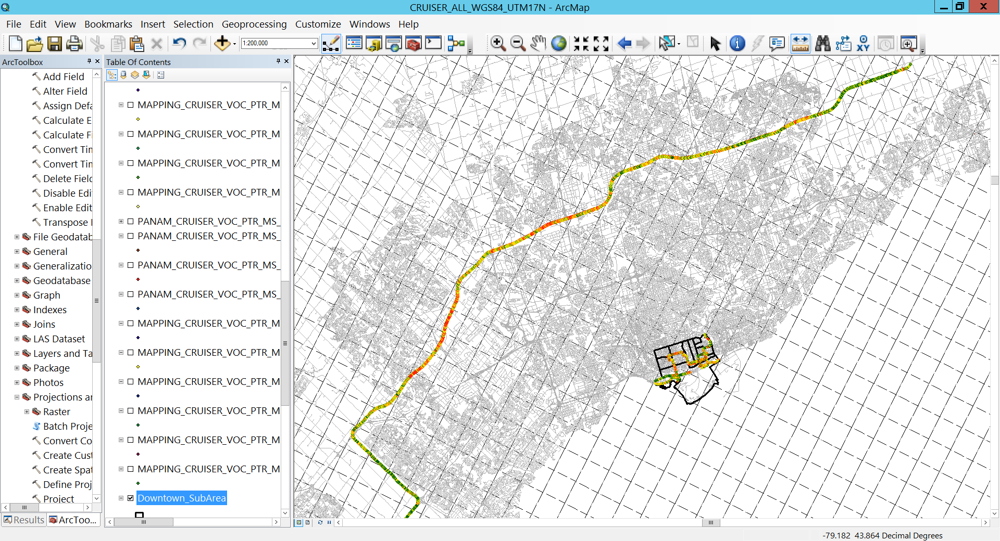 CRUISER_ALL_WGS84_UTM17N - ArcMap
File Edit View Bookmarks Insert Selection Geoprocessing Customize Windows Help
1:200,000
XY
ArcToolbox
Add Field
Alter Field
Assign Defa
Calculate E
Calculate Fi
Convert Tin
Convert Tin
Delete Field
Disable Edi
Enable Edit
Transpose
File Geodatab
General
Generalizatio
Geodatabase
Graph
Indexes
Joins
LAS Dataset
Layers and Ta
Package
Photos
Projections ar
Raster
Batch Proje
Convert Co
Create Cust
Create Spat
Define Proj
Project
Results
ArcToo...
Table Of Contents
MAPPING_CRUISER_VOC_PTR_M
MAPPING_CRUISER_VOC_PTR_M
MAPPING_CRUISER_VOC_PTR_M
MAPPING_CRUISER_VOC_PTR_M
PANAM_CRUISER_VOC_PTR_MS_
PANAM_CRUISER_VOC_PTR_MS_
PANAM_CRUISER_VOC_PTR_MS_
PANAM_CRUISER_VOC_PTR_MS_
MAPPING_CRUISER_VOC_PTR_M
MAPPING_CRUISER_VOC_PTR_M
MAPPING_CRUISER_VOC_PTR_M
MAPPING_CRUISER_VOC_PTR_M
MAPPING_CRUISER_VOC_PTR_M
MAPPING_CRUISER_VOC_PTR_M
Downtown_SubArea
-79.182 43.864 Decimal Degrees